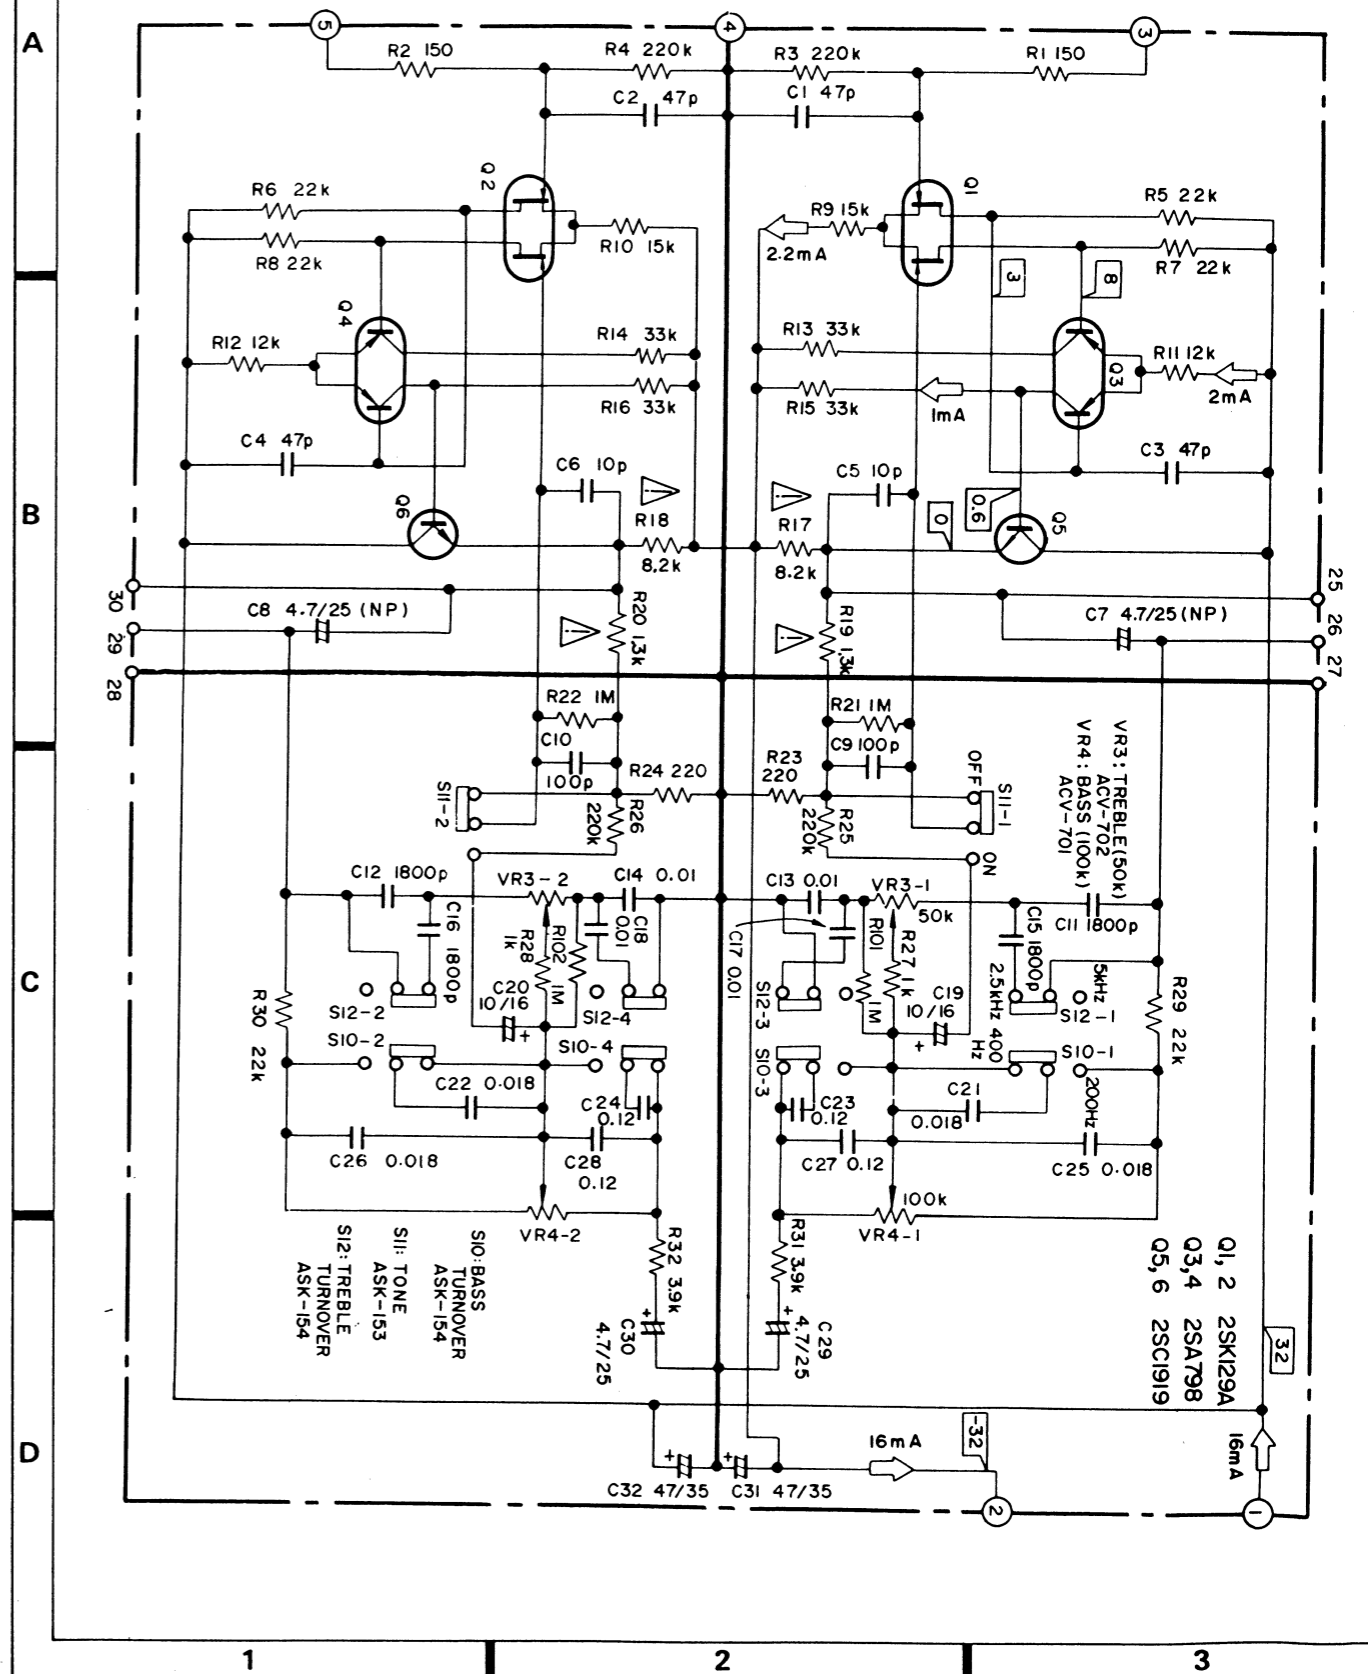 A
5
4
3
R2 150
R4 220k
R3 220k
R1 150
C2 47p
C1 47p
Q2
Q1
R6 22k
R8 22k
R10 15k
R9 15k
2.2mA
R5 22k
R7 22k
3
8
Q4
R12 12k
R14 33k
R16 33k
R13 33k
R15 33k
1mA
Q3
R11 12k
2mA
C4 47p
C3 47p
B
C6 10p
C5 10p
Q6
R18
8.2k
R17
8.2k
0
0.6
Q5
30
29
28
25
26
27
C8 4.7/25 (NP)
C7 4.7/25 (NP)
R20
1.3k
R19
1.3k
R22 1M
R21 1M
C10
100p
C9 100p
VR3: TREBLE (50k)
ACV-702
VR4: BASS (100k)
ACV-701
R24 220
R23
220
S11-2
OFF
S11-1
ON
R26
220k
R25
220k
C
C12 1800p
VR3-2
C14 0.01
C13 0.01
VR3-1
50k
C11 1800p
C16 1800p
R28
1k
R102
1M
C18
0.01
C17 0.01
R101
1M
R27
1k
C15 1800p
C20
10/16
+
C19
10/16
+
S12-2
S12-4
S12-3
2.5kHz
5kHz
S12-1
R30
22k
R29 22k
S10-2
S10-4
S10-3
400
Hz
S10-1
200Hz
C22 0.018
C24
0.12
C23
0.12
C21
0.018
C26 0.018
C28
0.12
C27 0.12
C25 0.018
VR4-2
100k
VR4-1
R32 3.9k
R31 3.9k
S10: BASS
TURNOVER
ASK-154
S11: TONE
ASK-153
S12: TREBLE
TURNOVER
ASK-154
+
C30
4.7/25
+
C29
4.7/25
Q1, 2 2SK129A
Q3,4 2SA798
Q5, 6 2SC1919
32
D
+
C32 47/35
+
C31 47/35
16mA
-32
16mA
2
1
1
2
3